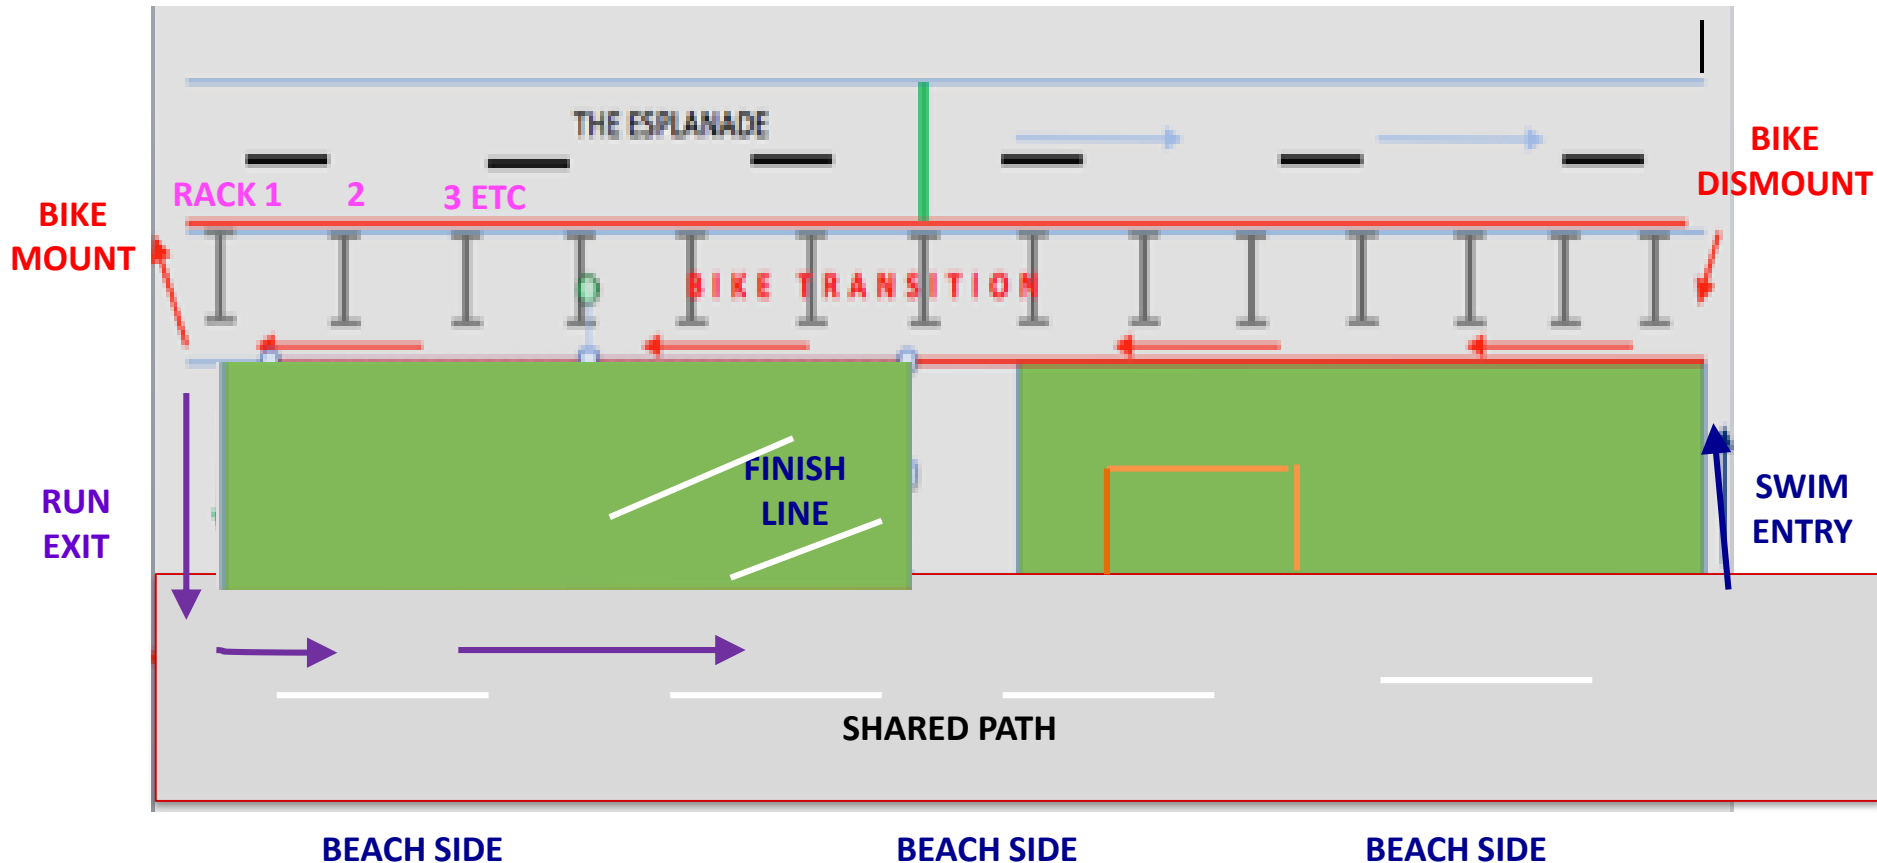 THE ESPLANADE
BIKE
DISMOUNT
RACK 1 2 3 ETC
BIKE
MOUNT
BIKE TRANSITION
FINISH
LINE
RUN
EXIT
SWIM
ENTRY
SHARED PATH
BEACH SIDE BEACH SIDE BEACH SIDE